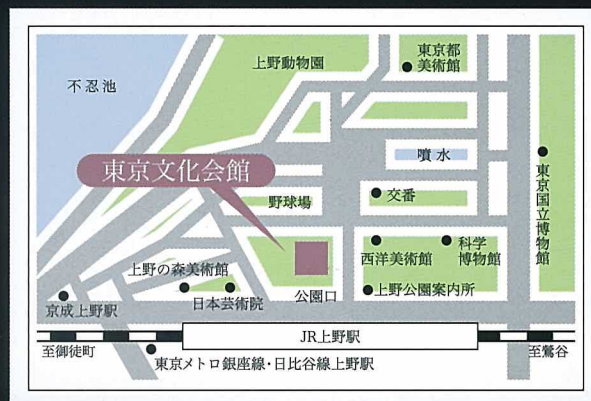 不忍池
上野動物園
東京都
美術館
噴水
東京文化会館
野球場
交番
東京国立博物館
上野の森美術館
西洋美術館
科学
博物館
京成上野駅
日本芸術院
公園口
上野公園案内所
JR上野駅
至御徒町
東京メトロ銀座線・日比谷線上野駅
至鶯谷